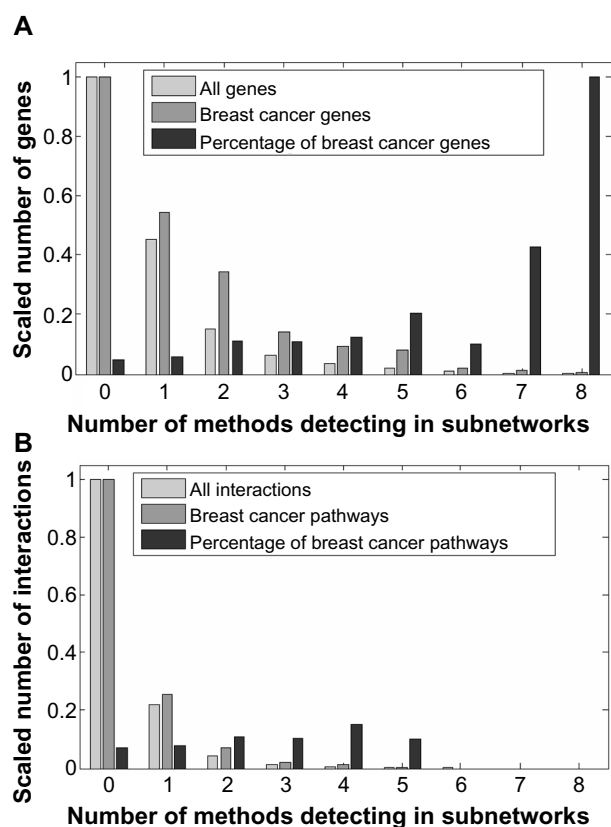 A
Scaled number of genes
1
0.8
0.6
0.4
0.2
0
All genes
Breast cancer genes
Percentage of breast cancer genes
0 1 2 3 4 5 6 7 8
Number of methods detecting in subnetworks
B
Scaled number of interactions
1
0.8
0.6
0.4
0.2
0
All interactions
Breast cancer pathways
Percentage of breast cancer pathways
0 1 2 3 4 5 6 7 8
Number of methods detecting in subnetworks